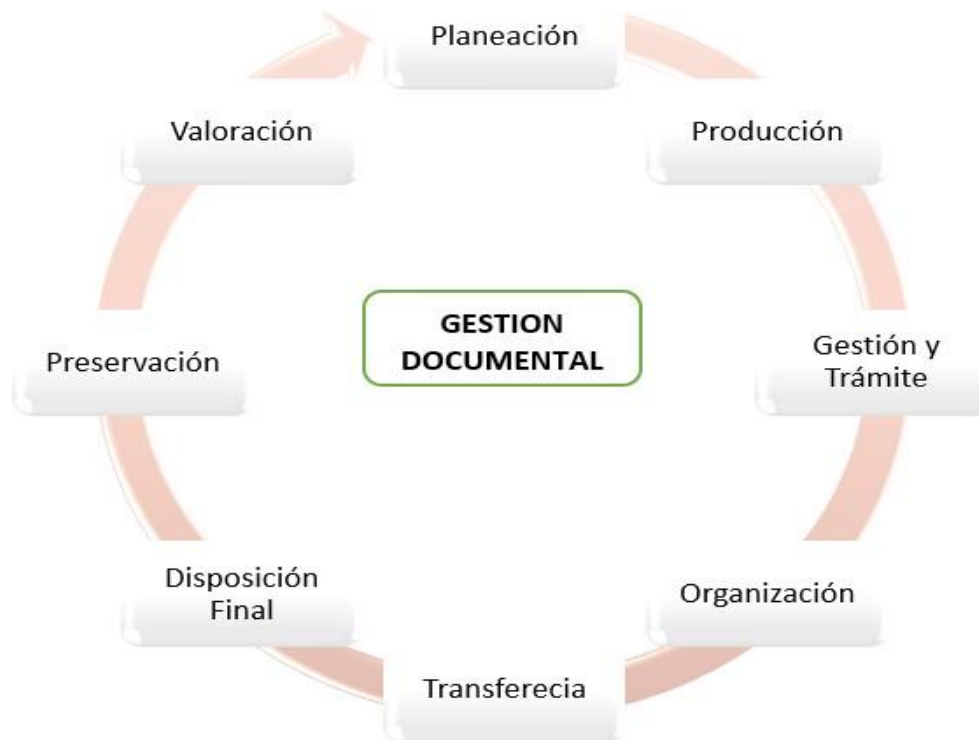 Planeación
Producción
Gestión y
Trámite
Organización
Transferecia
Disposición
Final
Preservación
Valoración
GESTION
DOCUMENTAL